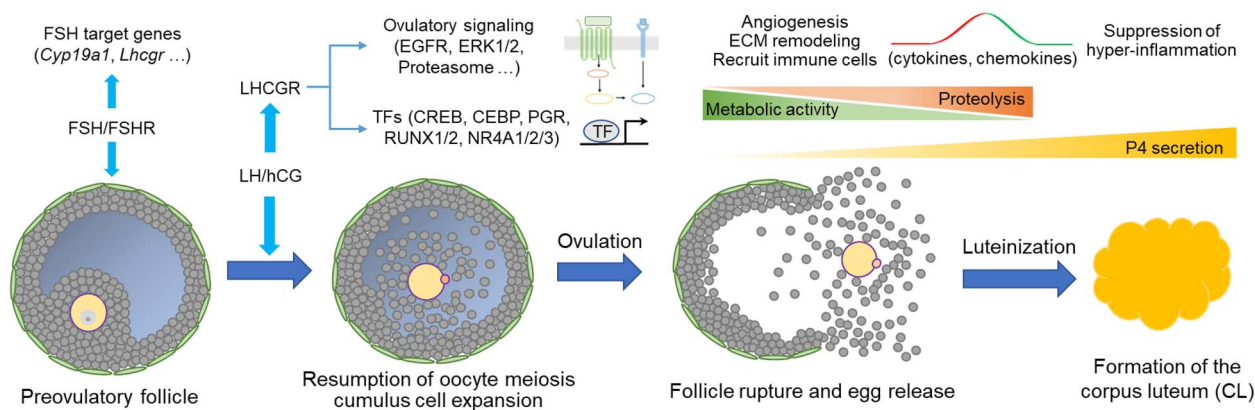 FSH target genes
(Cyp19a1, Lhcgr …)
FSH/FSHR
LHCGR
LH/hCG
Ovulatory signaling
(EGFR, ERK1/2,
Proteasome …)
TFs (CREB, CEBP, PGR,
RUNX1/2, NR4A1/2/3)
TF
Angiogenesis
ECM remodeling
Recruit immune cells
(cytokines, chemokines)
Suppression of
hyper-inflammation
Proteolysis
Metabolic activity
P4 secretion
Ovulation
Luteinization
Preovulatory follicle
Resumption of oocyte meiosis
cumulus cell expansion
Follicle rupture and egg release
Formation of the
corpus luteum (CL)